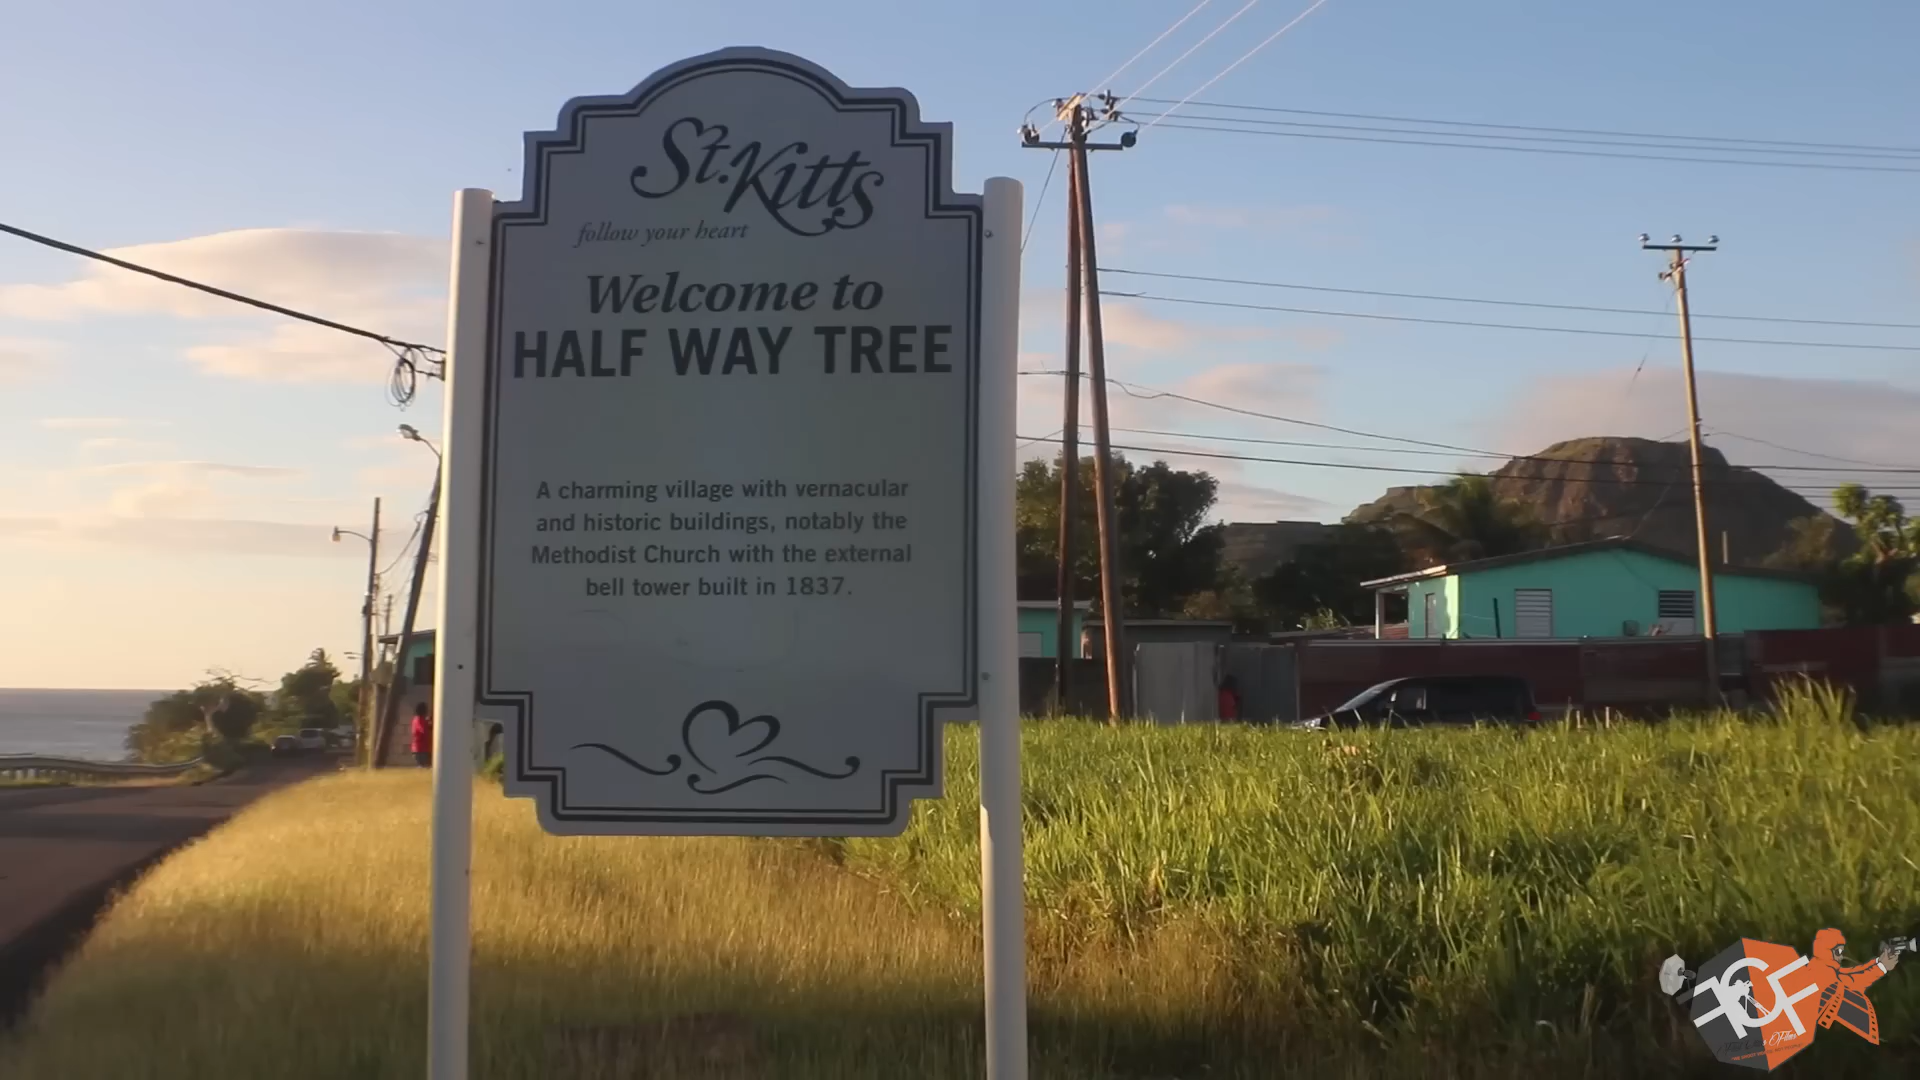 St. Kitts
follow your heart
Welcome to
HALF WAY TREE
A charming village with vernacular
and historic buildings, notably the
Methodist Church with the external
bell tower built in 1837.